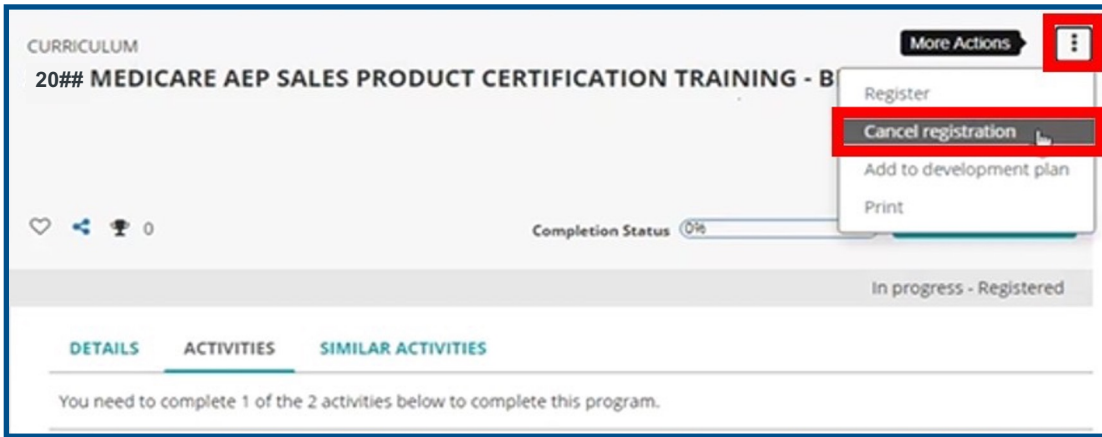 CURRICULUM
More Actions
20## MEDICARE AEP SALES PRODUCT CERTIFICATION TRAINING - B
Register
Cancel registration
Add to development plan
Print
0
Completion Status 0%
In progress - Registered
DETAILS ACTIVITIES SIMILAR ACTIVITIES
You need to complete 1 of the 2 activities below to complete this program.